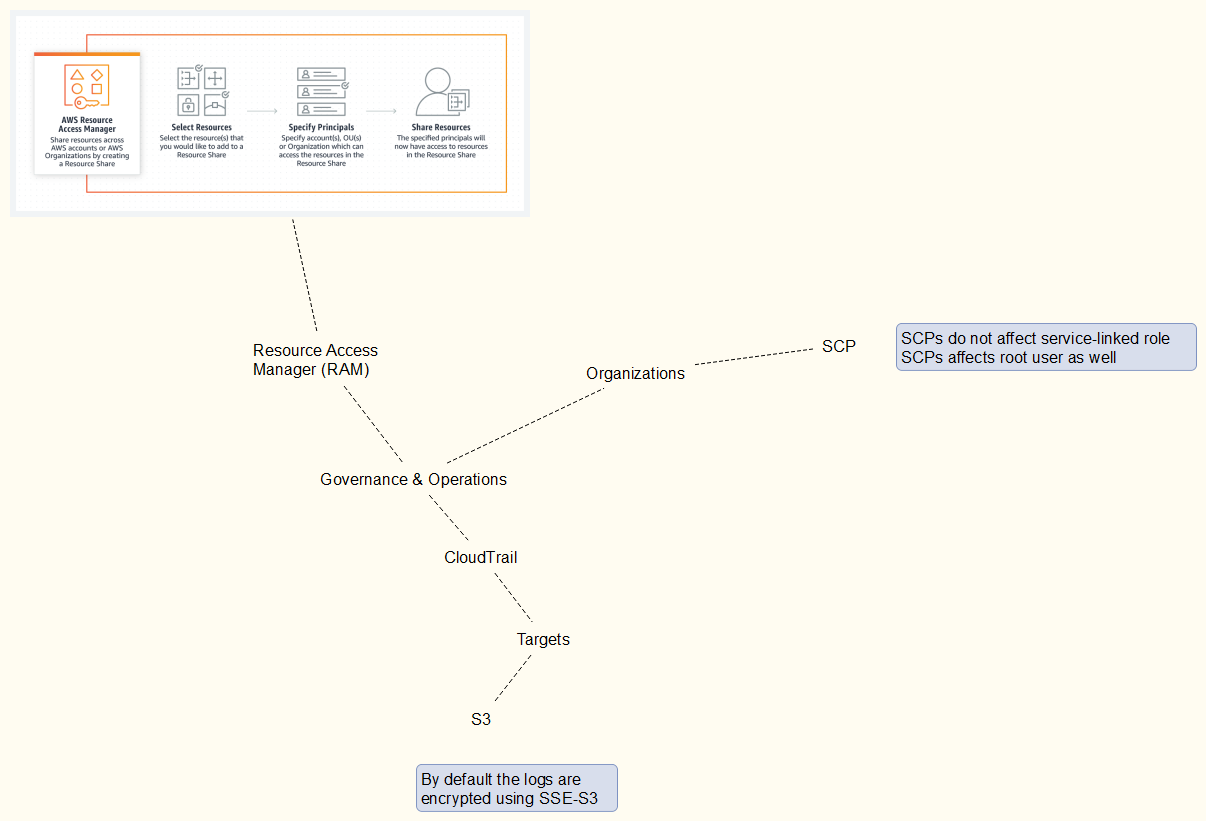 AWS Resource
Access Manager
Share resources across
AWS accounts or AWS
Organizations by creating
a Resource Share
Select Resources
Select the resource(s) that
you would like to add to a
Resource Share
Specify Principals
Specify account(s), OU(s)
or Organization which can
access the resources in the
Resource Share
Share Resources
The specified principals will
now have access to resources
in the Resource Share
Resource Access
Manager (RAM)
Organizations
SCP
SCPs do not affect service-linked role
SCPs affects root user as well
Governance & Operations
CloudTrail
Targets
S3
By default the logs are
encrypted using SSE-S3